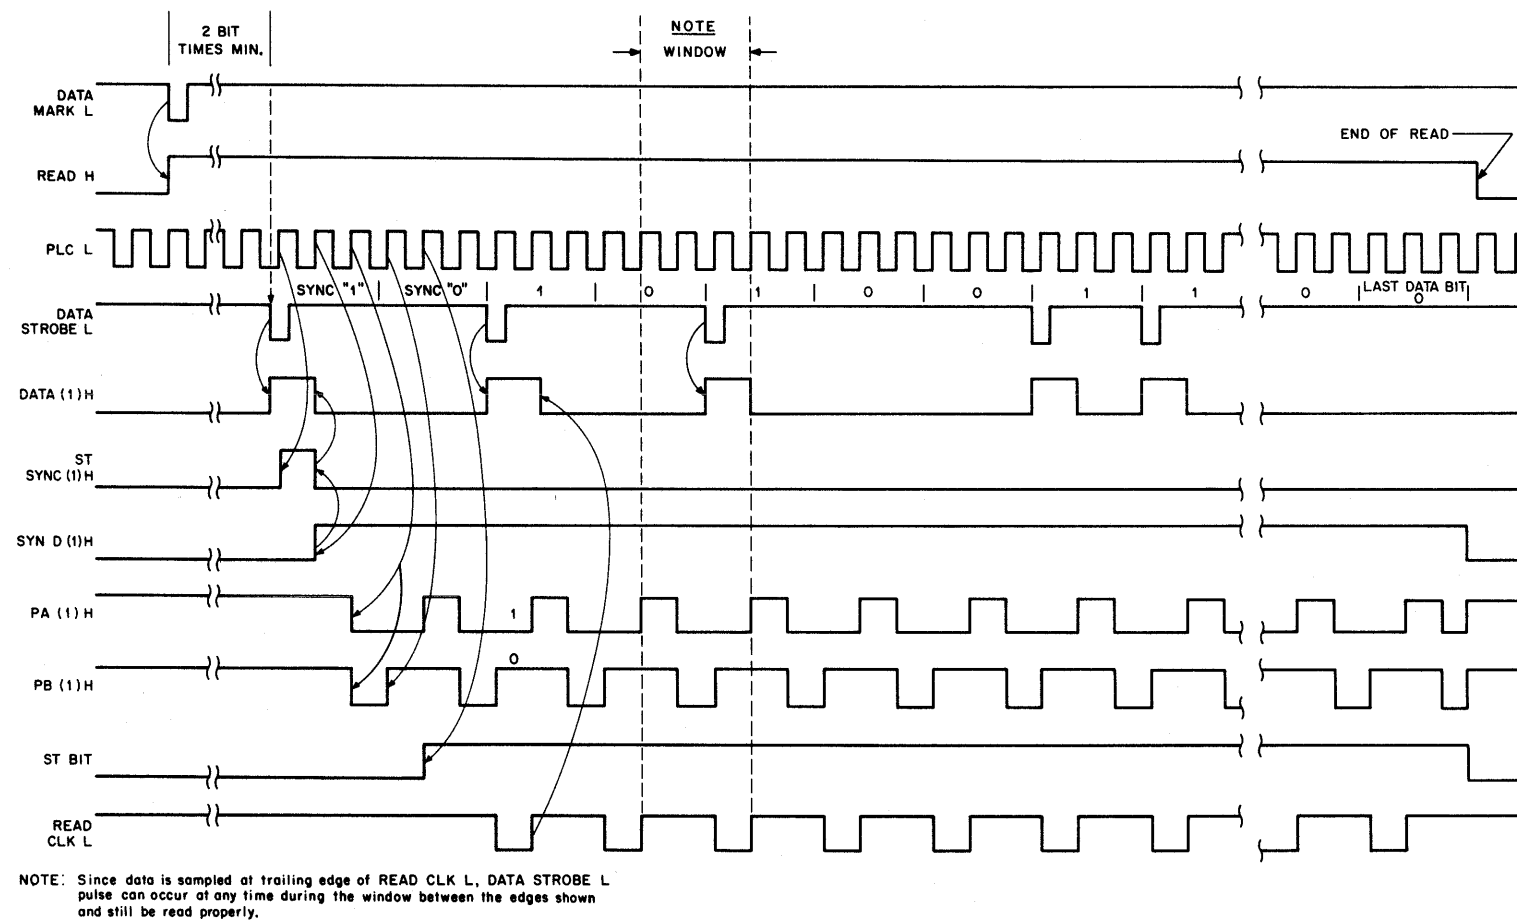 2 BIT
TIMES MIN.
NOTE
WINDOW
DATA
MARK L
END OF READ
READ H
PLC L
SYNC "1" SYNC "0" 1 0 1 0 0 1 1 0 LAST DATA BIT
0
DATA
STROBE L
DATA (1) H
ST
SYNC (1) H
SYN D (1) H
PA (1) H 1
0
PB (1) H
ST BIT
READ
CLK L
NOTE: Since data is sampled at trailing edge of READ CLK L, DATA STROBE L
pulse can occur at any time during the window between the edges shown
and still be read properly.